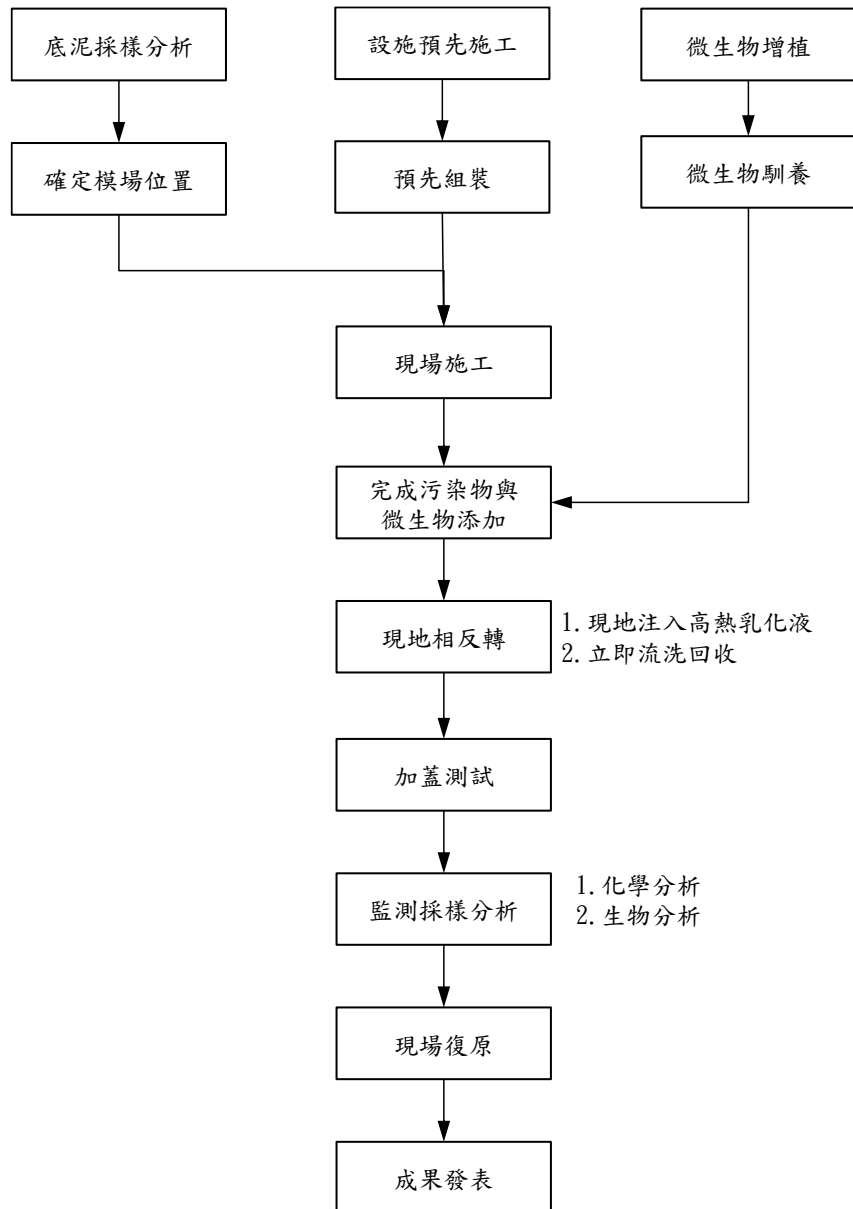 底泥採樣分析
設施預先施工
微生物增植
確定模場位置
預先組裝
微生物馴養
現場施工
完成污染物與
微生物添加
現地相反轉
1.現地注入高熱乳化液
2.立即流洗回收
加蓋測試
監測採樣分析
1.化學分析
2.生物分析
現場復原
成果發表